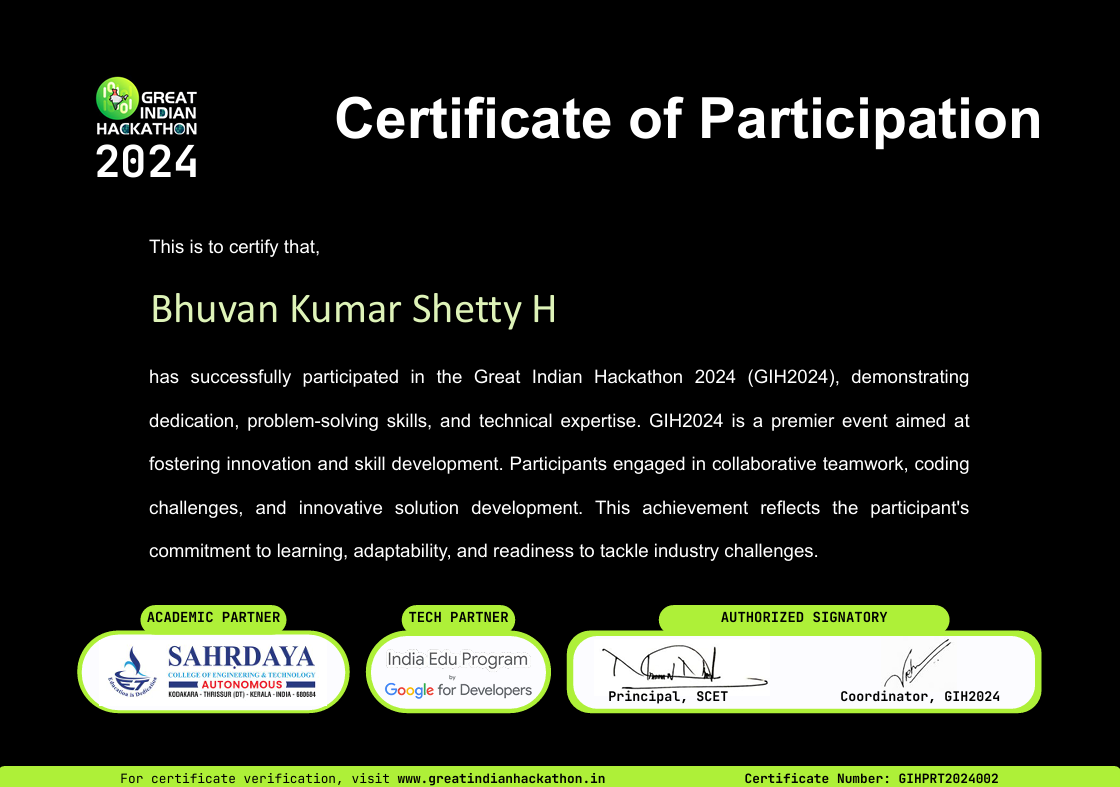 GREAT
INDIAN
HACKATHON
2024
Certificate of Participation
This is to certify that,
Bhuvan Kumar Shetty H
has successfully participated in the Great Indian Hackathon 2024 (GIH2024), demonstrating
dedication, problem-solving skills, and technical expertise. GIH2024 is a premier event aimed at
fostering innovation and skill development. Participants engaged in collaborative teamwork, coding
challenges, and innovative solution development. This achievement reflects the participant's
commitment to learning, adaptability, and readiness to tackle industry challenges.
ACADEMIC PARTNER
Education is Dedication
SAHRDAYA
COLLEGE OF ENGINEERING & TECHNOLOGY
AUTONOMOUS
KODAKARA - THRISSUR (DT) - KERALA - INDIA - 680684
TECH PARTNER
India Edu Program
by
Google for Developers
AUTHORIZED SIGNATORY
Principal, SCET
Coordinator, GIH2024
For certificate verification, visit www.greatindianhackathon.in
Certificate Number: GIHPRT2024002